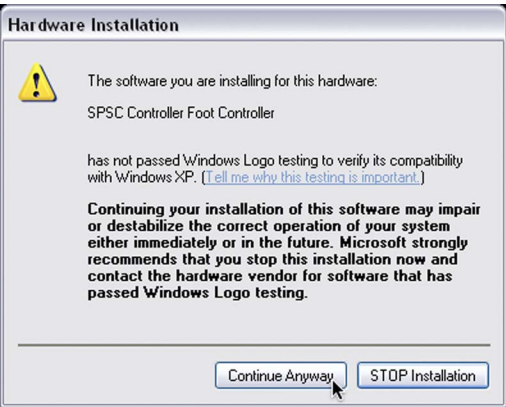 Hardware Installation
The software you are installing for this hardware:
SPSC Controller Foot Controller
has not passed Windows Logo testing to verify its compatibility
with Windows XP. (Tell me why this testing is important.)
Continuing your installation of this software may impair
or destabilize the correct operation of your system
either immediately or in the future. Microsoft strongly
recommends that you stop this installation now and
contact the hardware vendor for software that has
passed Windows Logo testing.
Continue Anyway
STOP Installation